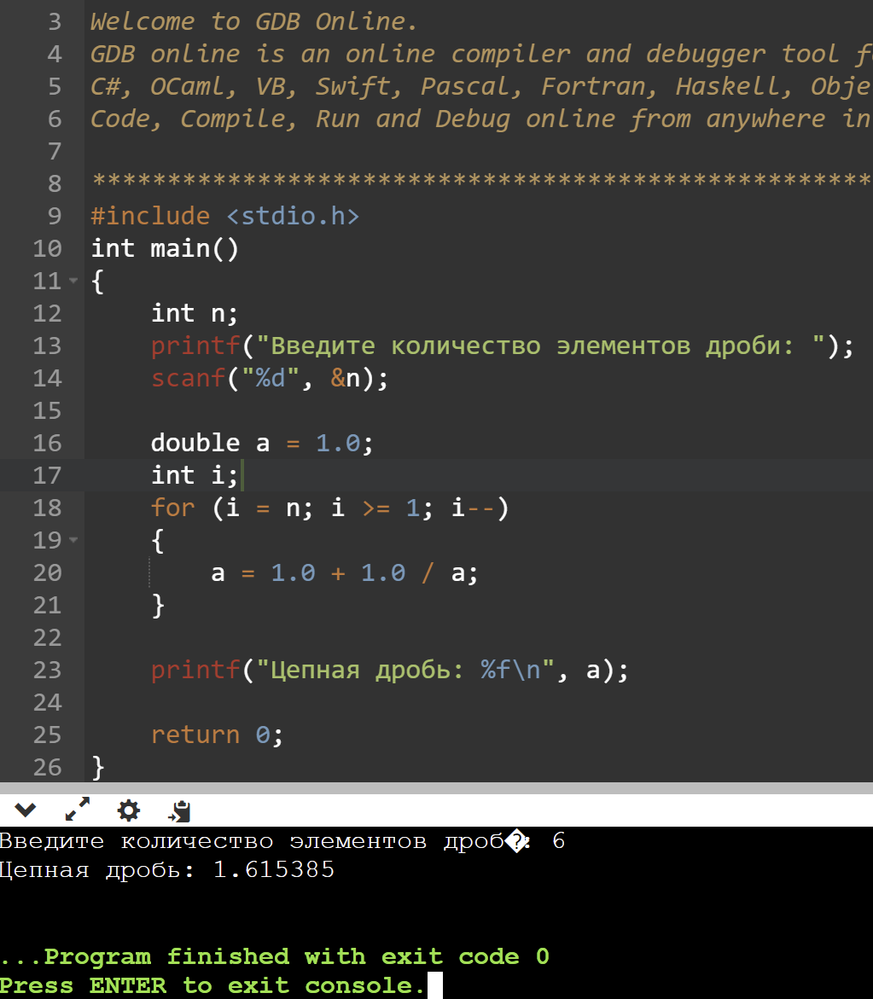 3 Welcome to GDB Online.
4 GDB online is an online compiler and debugger tool
5 C#, OCaml, VB, Swift, Pascal, Fortran, Haskell, Obje
6 Code, Compile, Run and Debug online from anywhere in
7
8 ****************************************************
9 #include <stdio.h>
10 int main()
11 {
12 int n;
13 printf("Введите количество элементов дроби: ");
14 scanf("%d", &n);
15
16 double a = 1.0;
17 int i;
18 for (i = n; i >= 1; i--)
19 {
20 a = 1.0 + 1.0 / a;
21 }
22
23 printf("Цепная дробь: %f\n", a);
24
25 return 0;
26 }
Введите количество элементов дроб�: 6
Цепная дробь: 1.615385
...Program finished with exit code 0
Press ENTER to exit console.